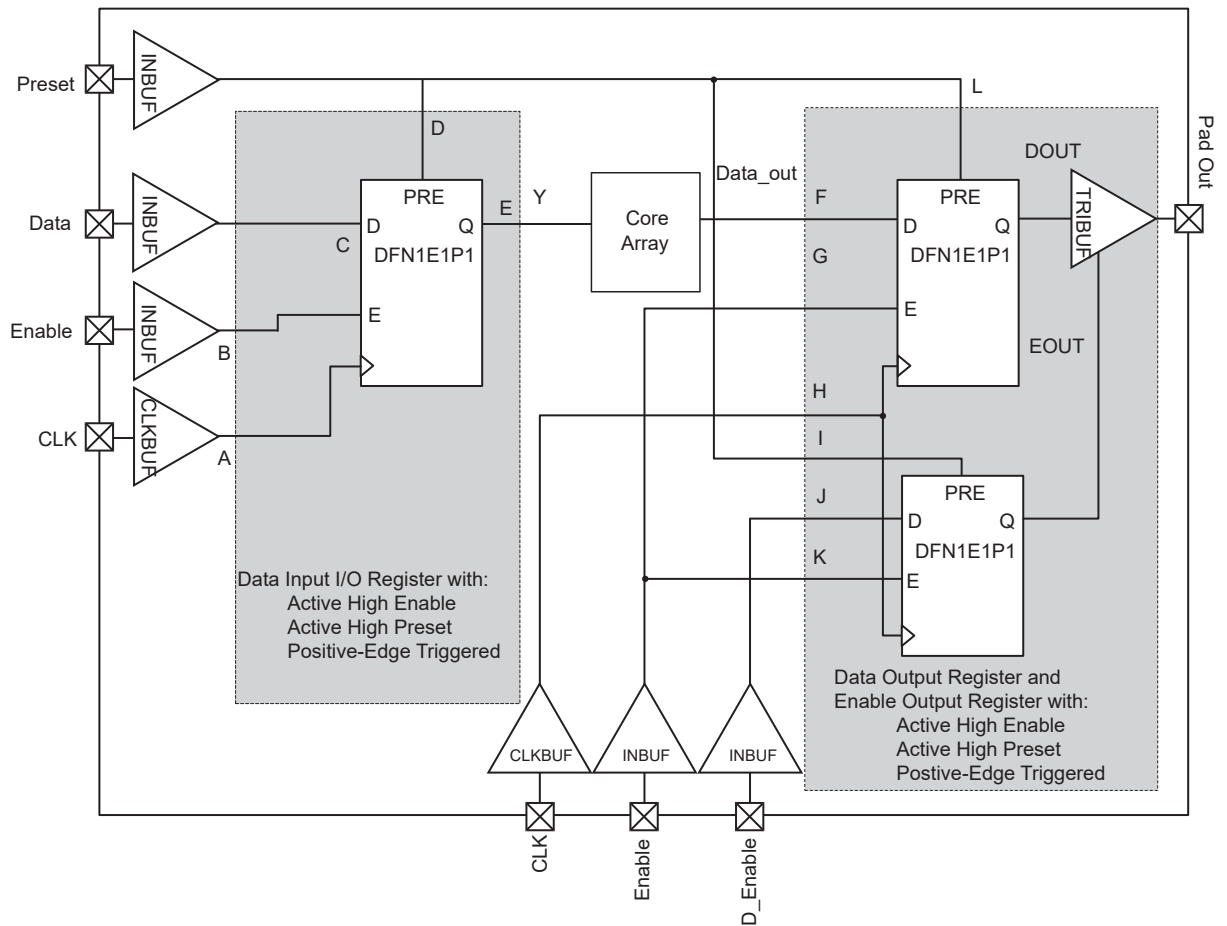 Preset
INBUF
L
D
Pad Out
DOUT
Data
INBUF
PRE
D
Q
DFN1E1P1
E
C
E
Y
Core
Array
Data_out
F
G
PRE
D
Q
DFN1E1P1
E
TRIBUF
EOUT
Enable
INBUF
B
CLK
CLKBUF
A
H
I
J
K
PRE
D
Q
DFN1E1P1
E
Data Input I/O Register with:
Active High Enable
Active High Preset
Positive-Edge Triggered
Data Output Register and
Enable Output Register with:
Active High Enable
Active High Preset
Postive-Edge Triggered
CLKBUF
INBUF
INBUF
CLK
Enable
D_Enable